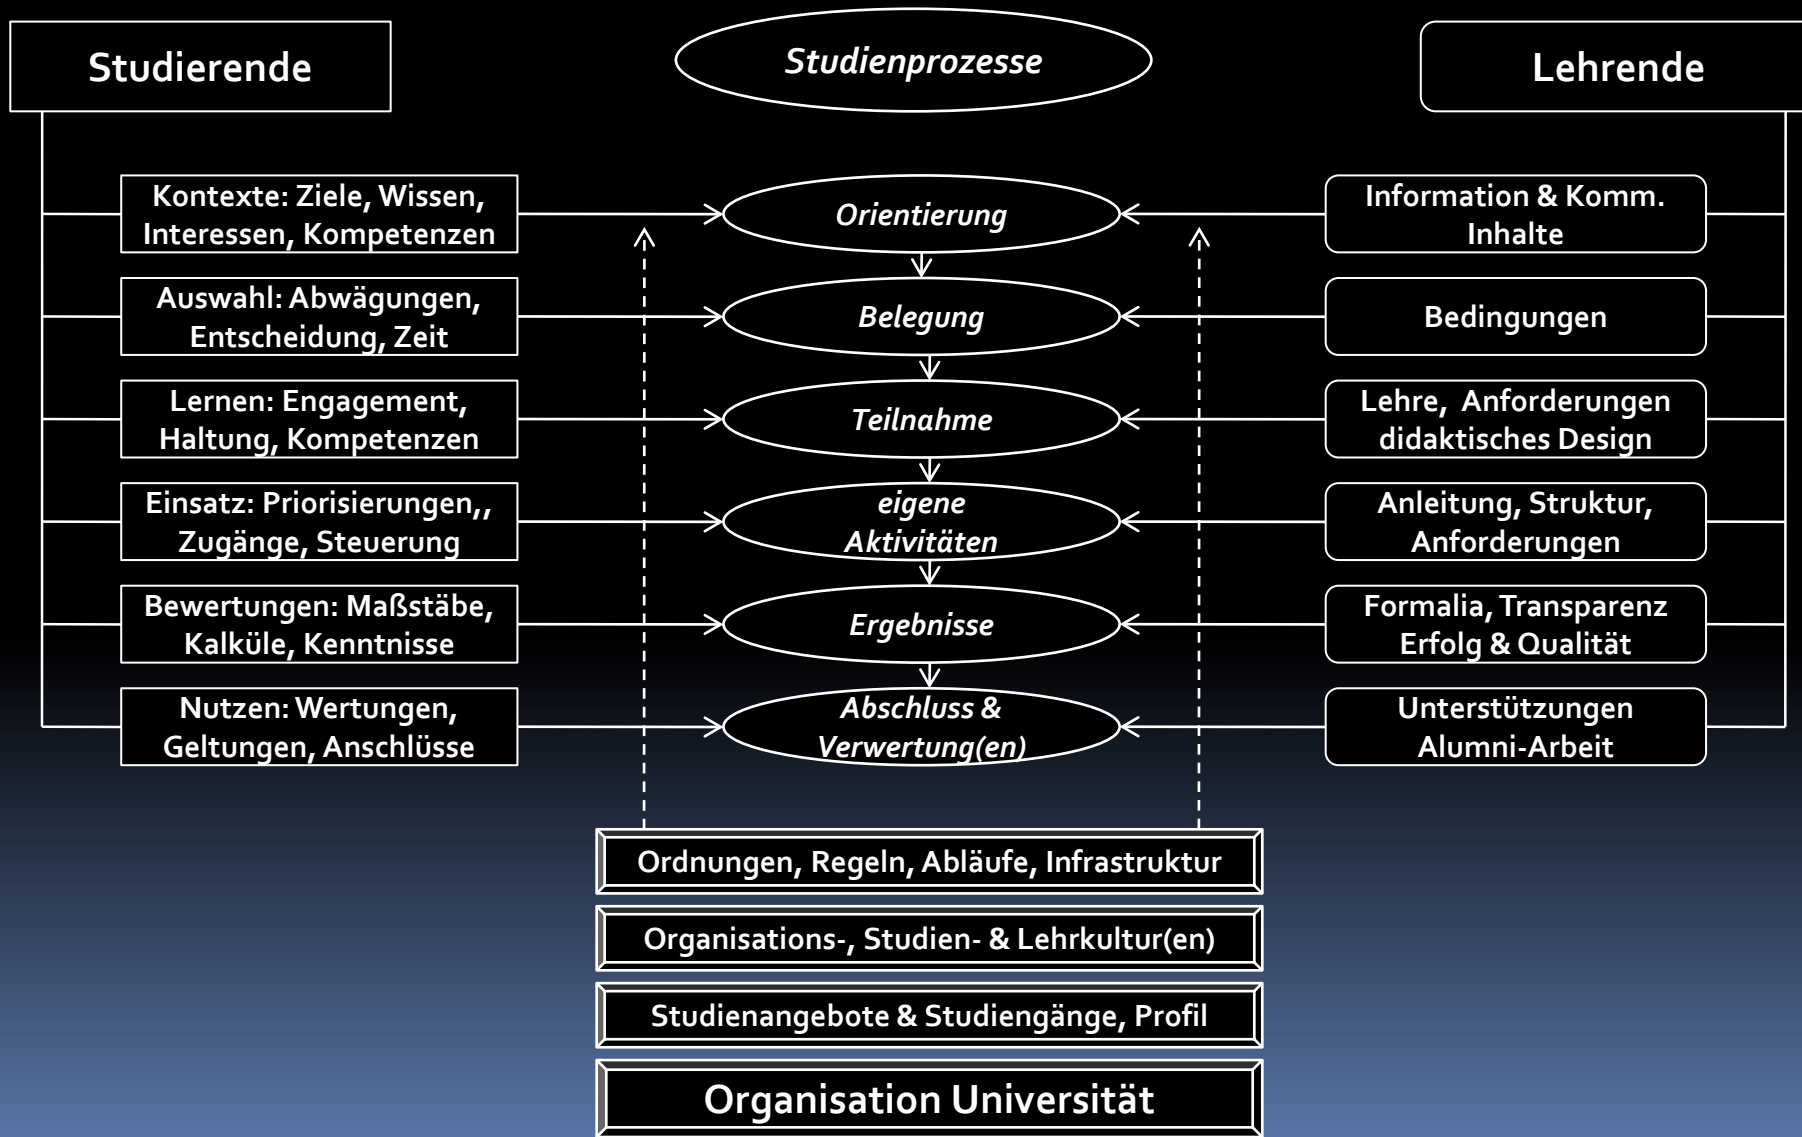 Studierende
Studienprozesse
Lehrende
Kontexte: Ziele, Wissen,
Interessen, Kompetenzen
Orientierung
Information & Komm.
Inhalte
Auswahl: Abwägungen,
Entscheidung, Zeit
Belegung
Bedingungen
Lernen: Engagement,
Haltung, Kompetenzen
Teilnahme
Lehre, Anforderungen
didaktisches Design
Einsatz: Priorisierungen,,
Zugänge, Steuerung
eigene
Aktivitäten
Anleitung, Struktur,
Anforderungen
Bewertungen: Maßstäbe,
Kalküle, Kenntnisse
Ergebnisse
Formalia, Transparenz
Erfolg & Qualität
Nutzen: Wertungen,
Geltungen, Anschlüsse
Abschluss &
Verwertung(en)
Unterstützungen
Alumni-Arbeit
Ordnungen, Regeln, Abläufe, Infrastruktur
Organisations-, Studien- & Lehrkultur(en)
Studienangebote & Studiengänge, Profil
Organisation Universität